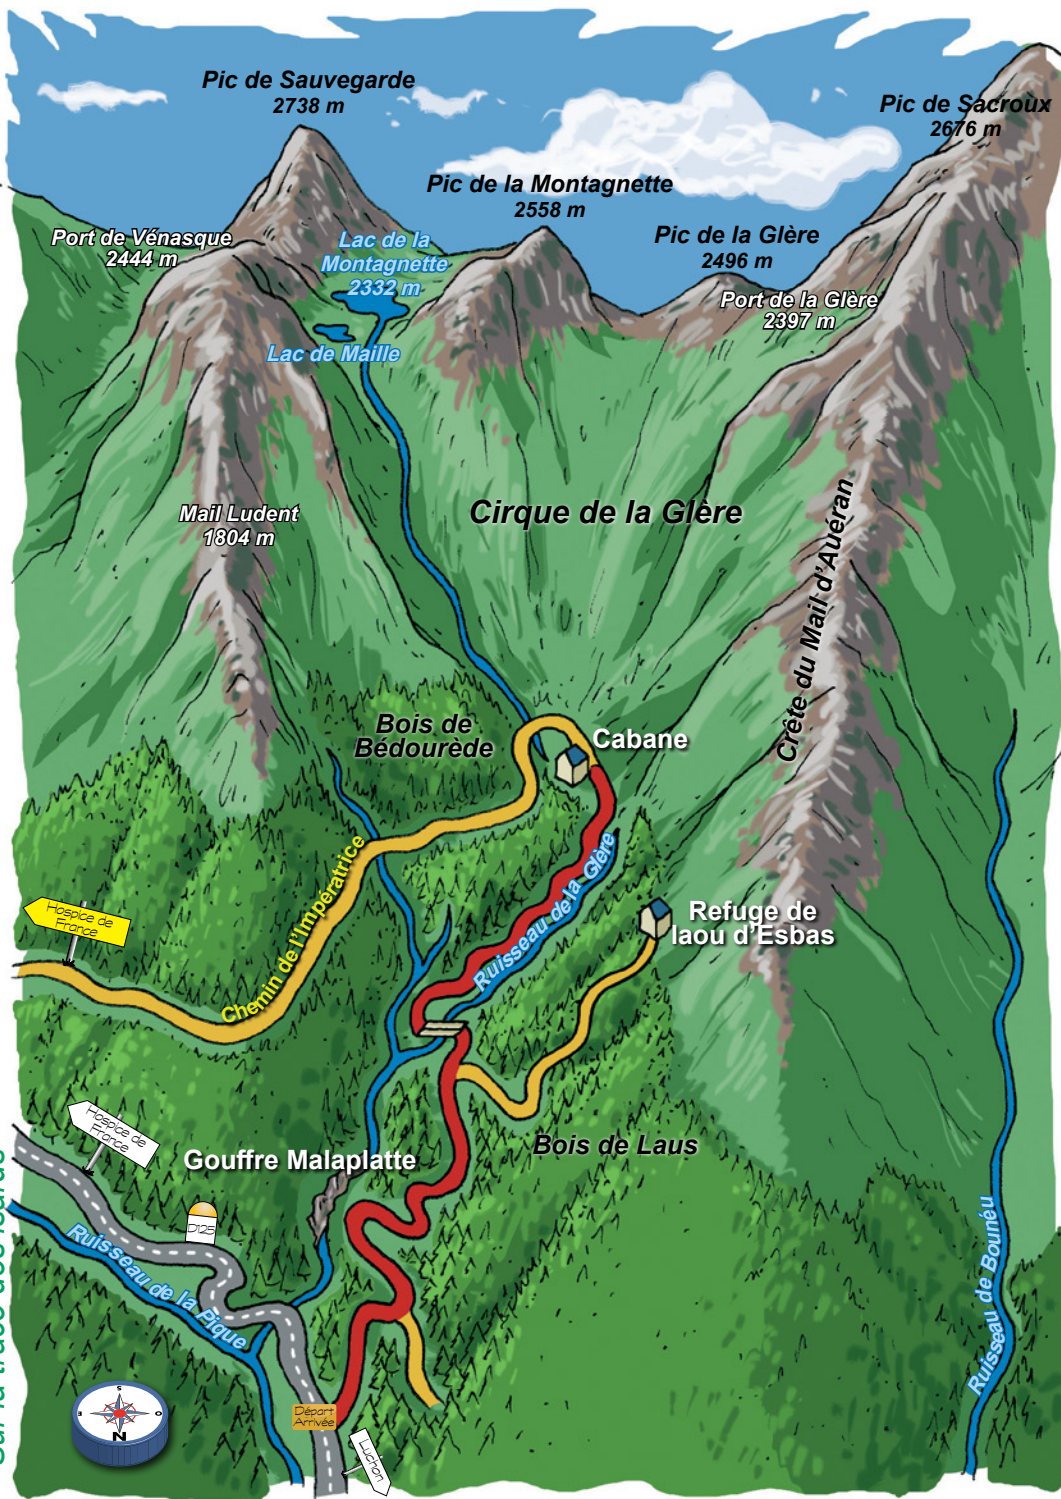 Pic de Sauvegarde
2738 m
Pic de Sacroux
2676 m
Pic de la Montagnette
2558 m
Port de Vénasque
2444 m
Lac de la
Montagnette
2332 m
Pic de la Glère
2496 m
Port de la Glère
2397 m
Lac de Maille
Mail Ludent
1804 m
Cirque de la Glère
Crête du Mail d'Auéran
Bois de
Bédourède
Cabane
Chemin de l'Impératrice
Ruisseau de la Glère
Hospice de
France
Refuge de
laou d'Esbas
Hospice de
France
Gouffre Malaplatte
Bois de Laus
D125
Ruisseau de la Pique
Ruisseau de Bounéu
S
E
O
N
Départ
Arrivée
Luchon